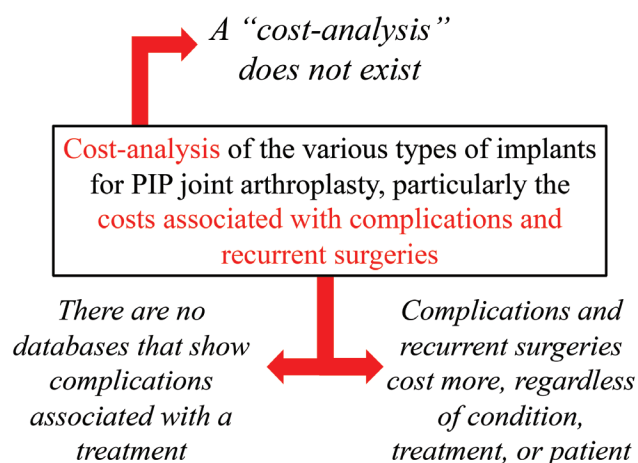 A “cost-analysis”
does not exist
Cost-analysis of the various types of implants
for PIP joint arthroplasty, particularly the
costs associated with complications and
recurrent surgeries
There are no
databases that show
complications
associated with a
treatment
Complications and
recurrent surgeries
cost more, regardless
of condition,
treatment, or patient